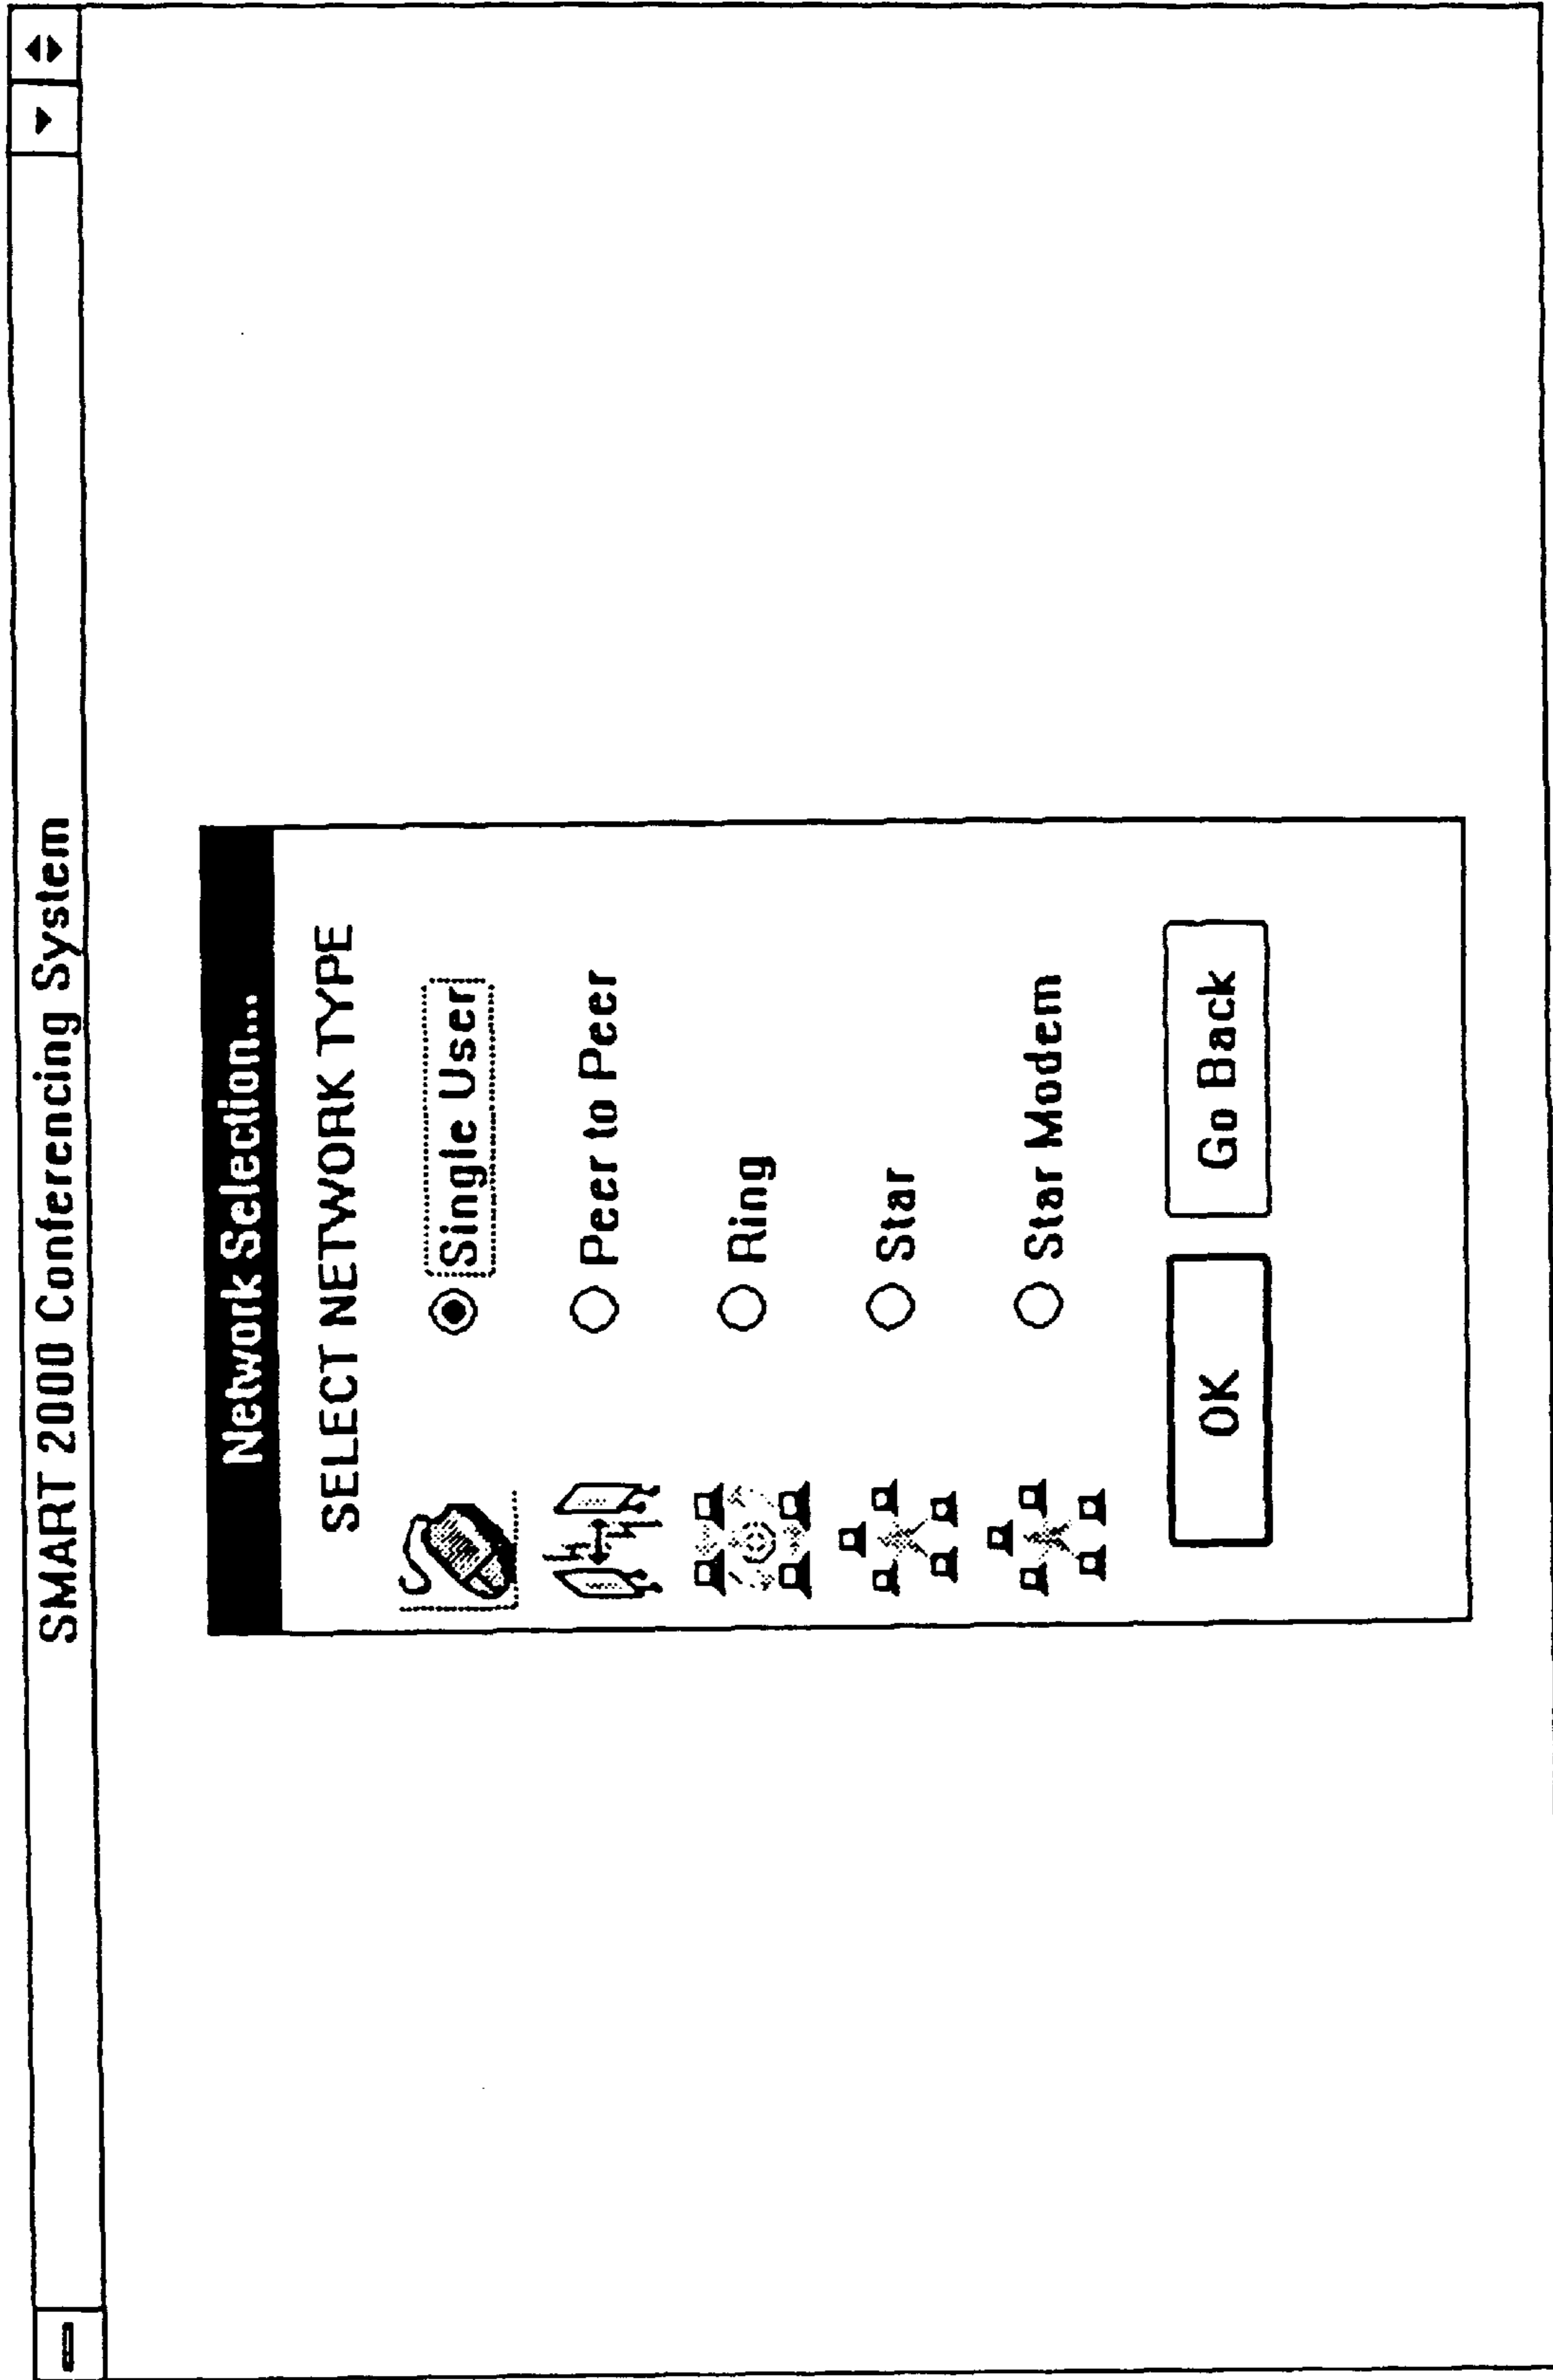 SMART 2000 Conferencing System
Network Selection...
SELECT NETWORK TYPE
Single User
Peer to Peer
Ring
Star
Star Modem
OK
Go Back